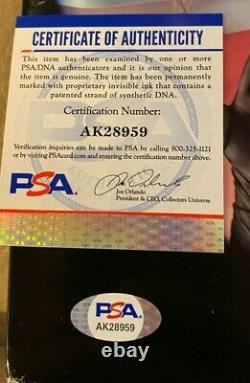 CERTIFICATE OF AUTHENTICITY
This item has been examined by one or more
PSA/DNA authenticators and it is our opinion that
the item is genuine. The item has been permanently
marked with proprietary invisible ink that contains a
patented strand of synthetic DNA.
Certification Number:
AK28959
Verification inquiries can be made to PSA by calling 800-325-1121
or by visiting PSAcard.com and entering the certification number above.
PSA
Joe Orlando
President & CEO, Collectors Universe
PSA
AK28959